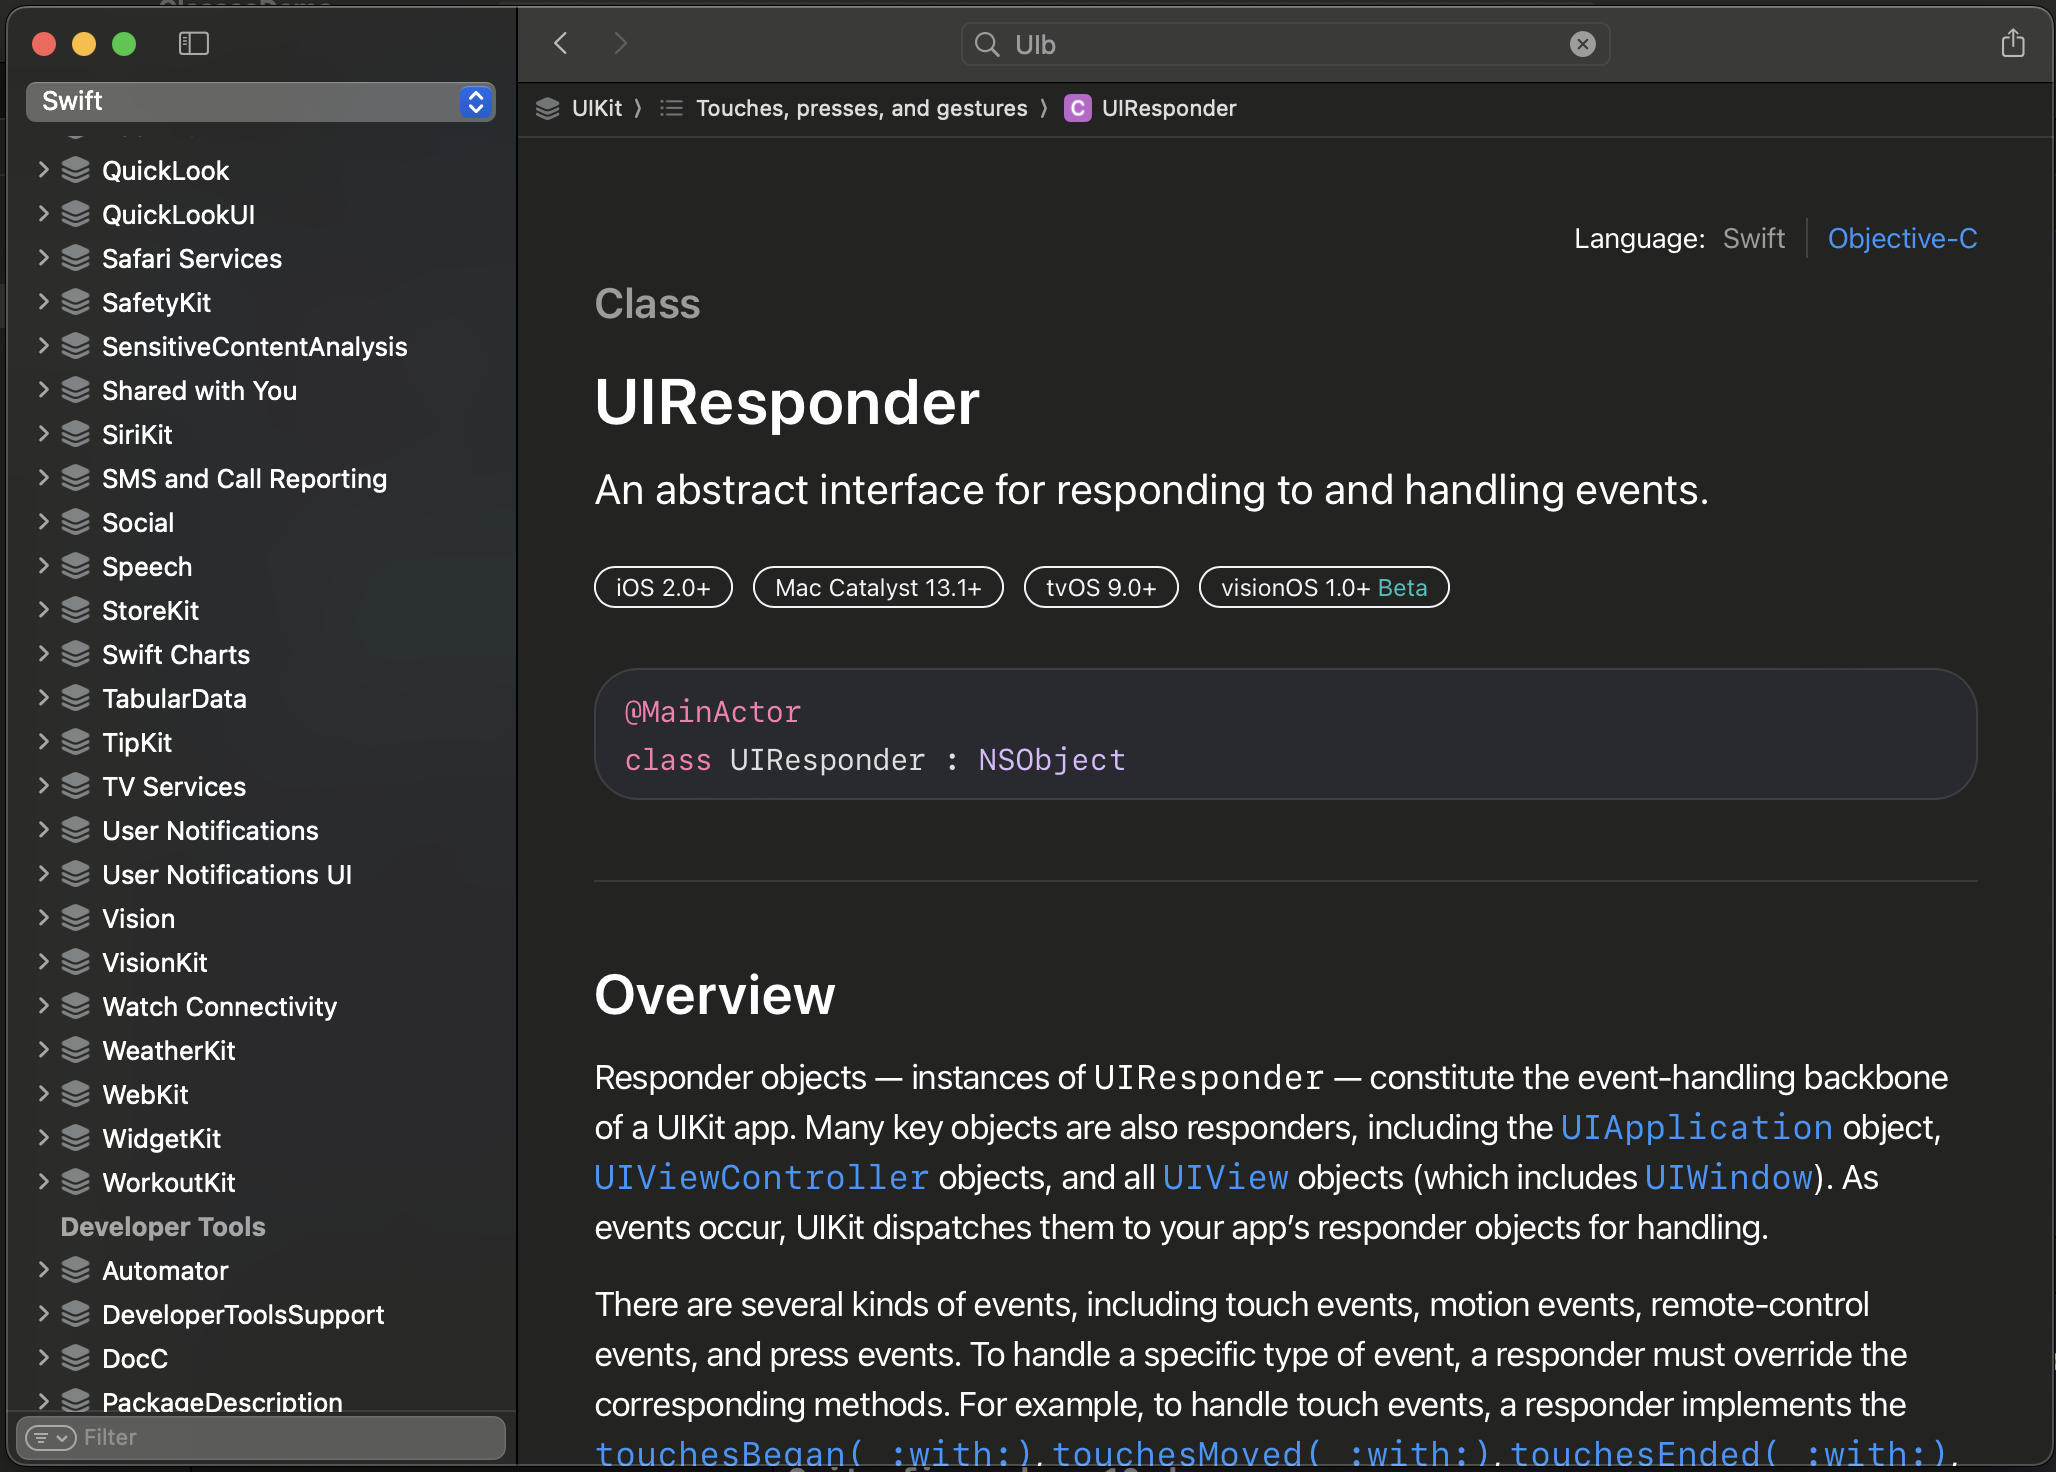 UIb
Swift
UIKit 〉 Touches, presses, and gestures 〉 C UIResponder
QuickLook
QuickLookUI
Safari Services
SafetyKit
SensitiveContentAnalysis
Shared with You
SiriKit
SMS and Call Reporting
Social
Speech
StoreKit
Swift Charts
TabularData
TipKit
TV Services
User Notifications
User Notifications UI
Vision
VisionKit
Watch Connectivity
WeatherKit
WebKit
WidgetKit
WorkoutKit
Developer Tools
Automator
DeveloperToolsSupport
DocC
PackageDescription
Filter
Language: Swift Objective-C
Class
UIResponder
An abstract interface for responding to and handling events.
iOS 2.0+ Mac Catalyst 13.1+ tvOS 9.0+ visionOS 1.0+ Beta
@MainActor
class UIResponder : NSObject
Overview
Responder objects — instances of UIResponder — constitute the event-handling backbone
of a UIKit app. Many key objects are also responders, including the UIApplication object,
UIViewController objects, and all UIView objects (which includes UIWindow). As
events occur, UIKit dispatches them to your app’s responder objects for handling.
There are several kinds of events, including touch events, motion events, remote-control
events, and press events. To handle a specific type of event, a responder must override the
corresponding methods. For example, to handle touch events, a responder implements the
touchesBegan(_:with:), touchesMoved(_:with:), touchesEnded(_:with:),